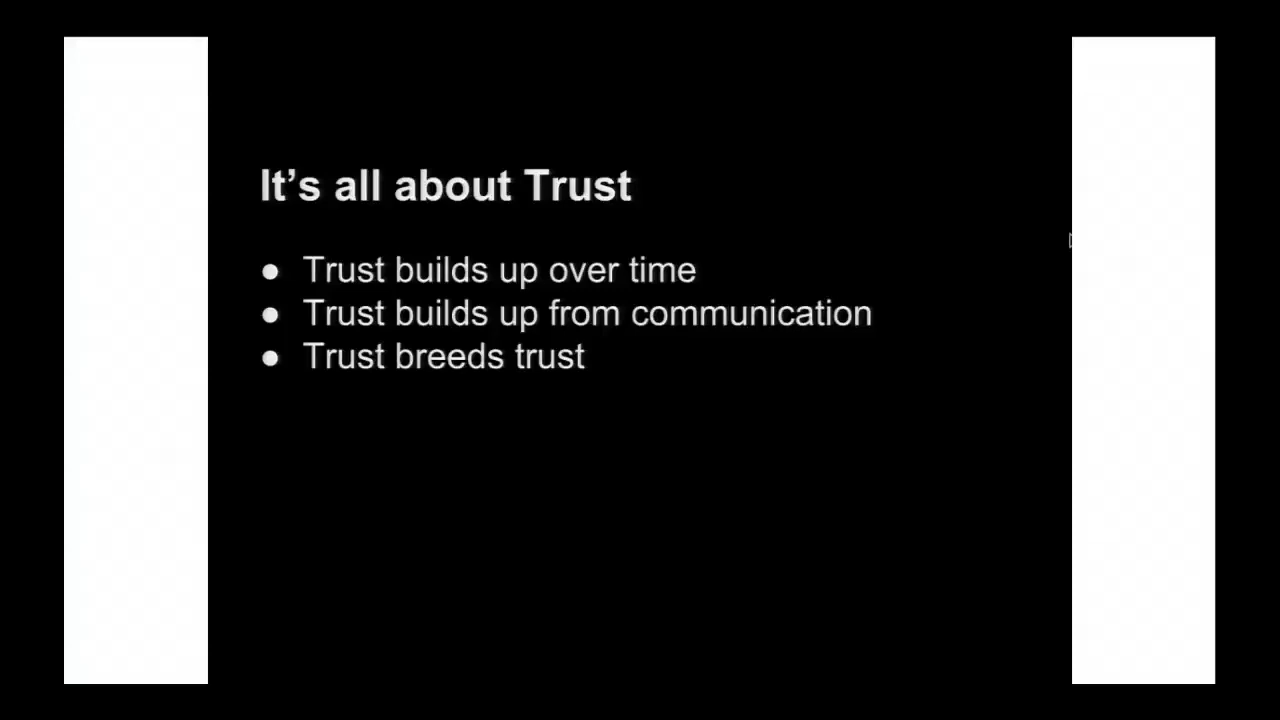 It’s all about Trust
● Trust builds up over time
● Trust builds up from communication
● Trust breeds trust